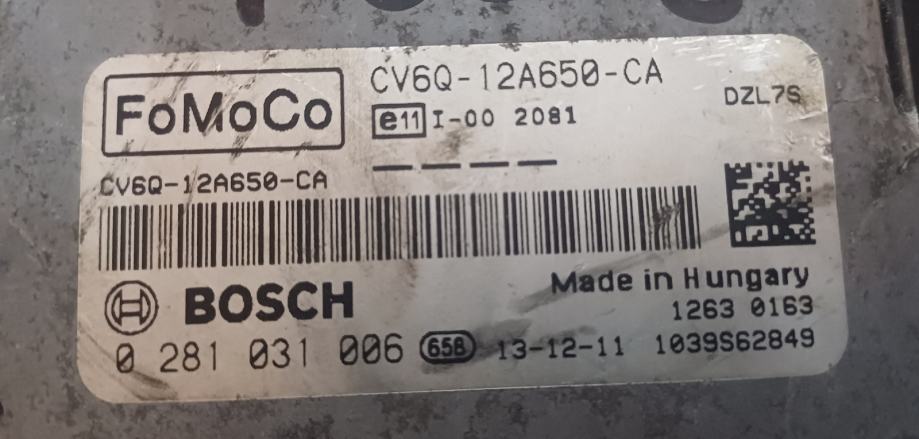 FoMoCo
CV6Q-12A650-CA
DZL7S
e11 I-00 2081
CV6Q-12A650-CA
BOSCH
Made in Hungary
1263 0163
0 281 031 006 658 13-12-11 1039S62849